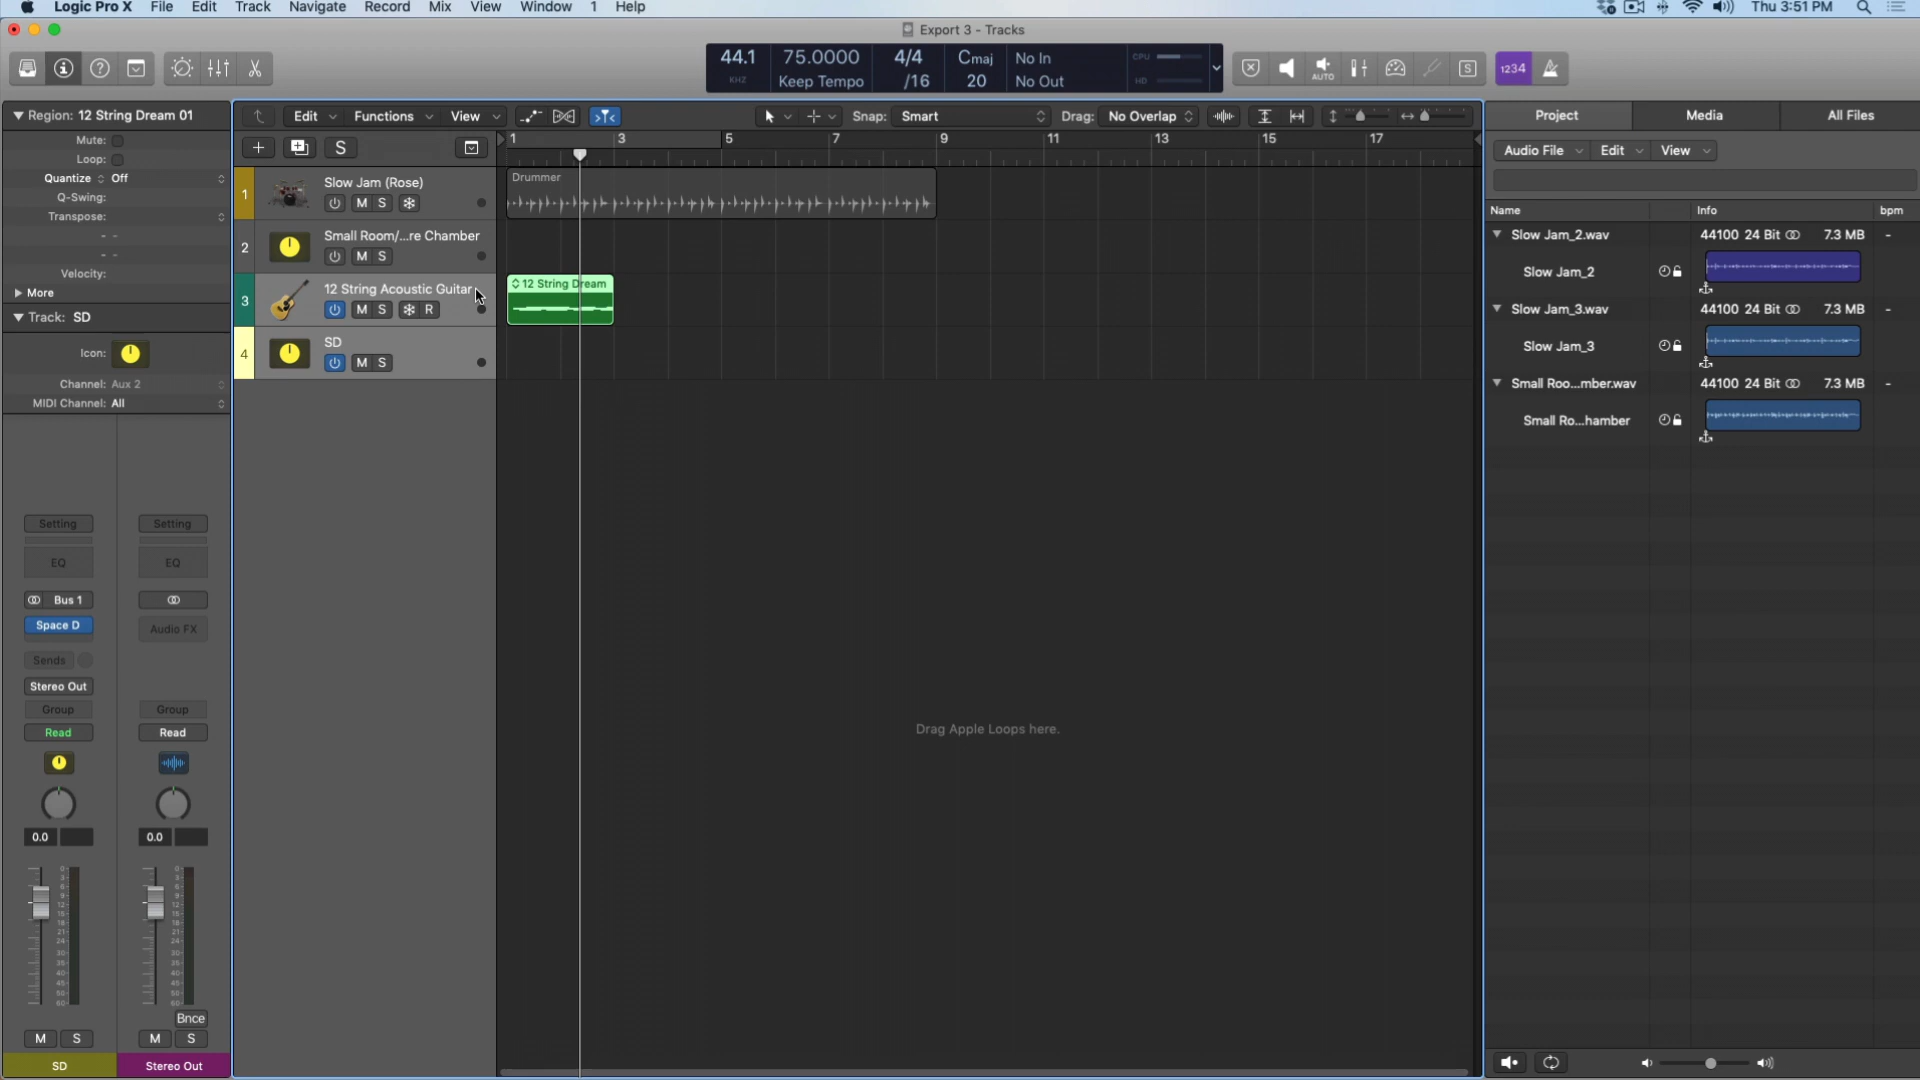 Logic Pro X File Edit Track Navigate Record Mix View Window 1 Help Thu 3:51 PM
Export 3 - Tracks
44.1 75.0000 4/4 Cmaj No In CPU
KHZ Keep Tempo /16 20 No Out HD
AUTO S 1234
Region: 12 String Dream 01
Mute:
Loop:
Quantize Off
Q-Swing:
Transpose:
- -
- -
Velocity:
More
Track: SD
Icon:
Channel: Aux 2
MIDI Channel: All
Setting Setting
EQ EQ
Bus 1
Space D Audio FX
Sends
Stereo Out
Group Group
Read Read
0.0 0.0
Bnce
M S M S
SD Stereo Out
Edit Functions View Snap: Smart Drag: No Overlap
S 1 3 5 7 9 11 13 15 17
1 Slow Jam (Rose) Drummer
M S
2 Small Room/...re Chamber
M S
3 12 String Acoustic Guitar 12 String Dream
M S R
4 SD
M S
Drag Apple Loops here.
Project Media All Files
Audio File Edit View
Name Info bpm
Slow Jam_2.wav 44100 24 Bit 7.3 MB -
Slow Jam_2
Slow Jam_3.wav 44100 24 Bit 7.3 MB -
Slow Jam_3
Small Roo...mber.wav 44100 24 Bit 7.3 MB -
Small Ro...hamber